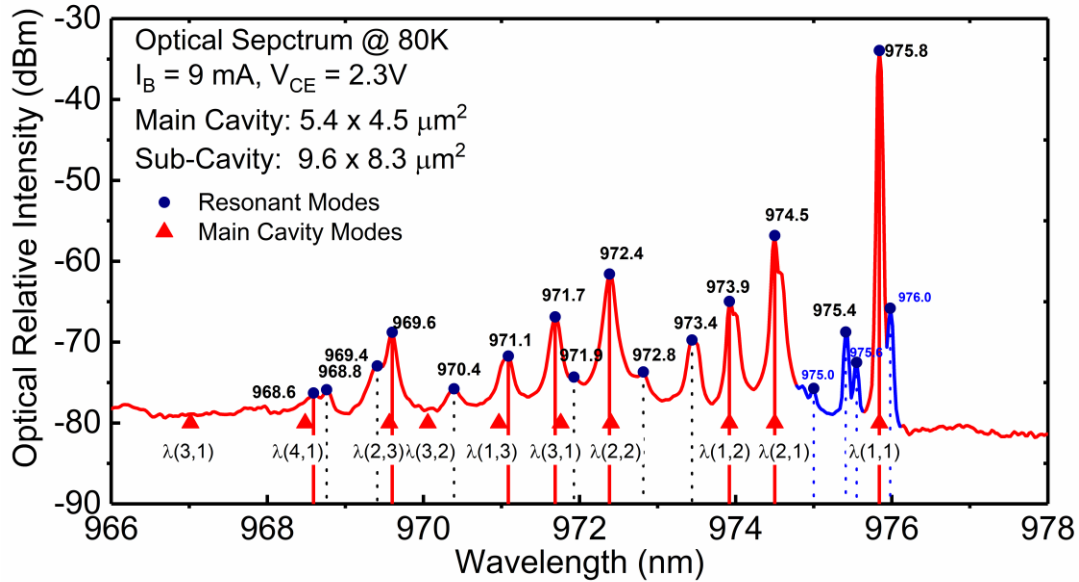 Optical Sepctrum @ 80K
I_B = 9 mA, V_CE = 2.3V
Main Cavity: 5.4 x 4.5 μm²
Sub-Cavity: 9.6 x 8.3 μm²
Resonant Modes
Main Cavity Modes
Optical Relative Intensity (dBm)
-30
-40
-50
-60
-70
-80
-90
968.6
968.8
969.4
969.6
970.4
971.1
971.7
971.9
972.4
972.8
973.4
973.9
974.5
975.0
975.4
975.6
975.8
976.0
λ(3,1) λ(4,1) λ(2,3) λ(3,2) λ(1,3) λ(3,1) λ(2,2) λ(1,2) λ(2,1) λ(1,1)
966 968 970 972 974 976 978
Wavelength (nm)